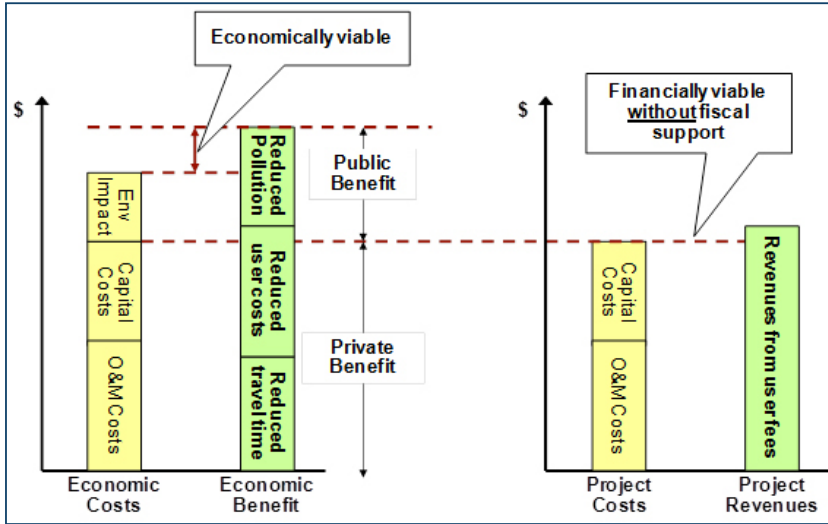 Economically viable
$
Env
Impact
Capital
Costs
O&M Costs
Reduced
Pollution
Reduced
user costs
Reduced
travel time
Public
Benefit
Private
Benefit
Economic
Costs
Economic
Benefit
Financially viable
without fiscal
support
$
Capital
Costs
O&M Costs
Revenues from user fees
Project
Costs
Project
Revenues